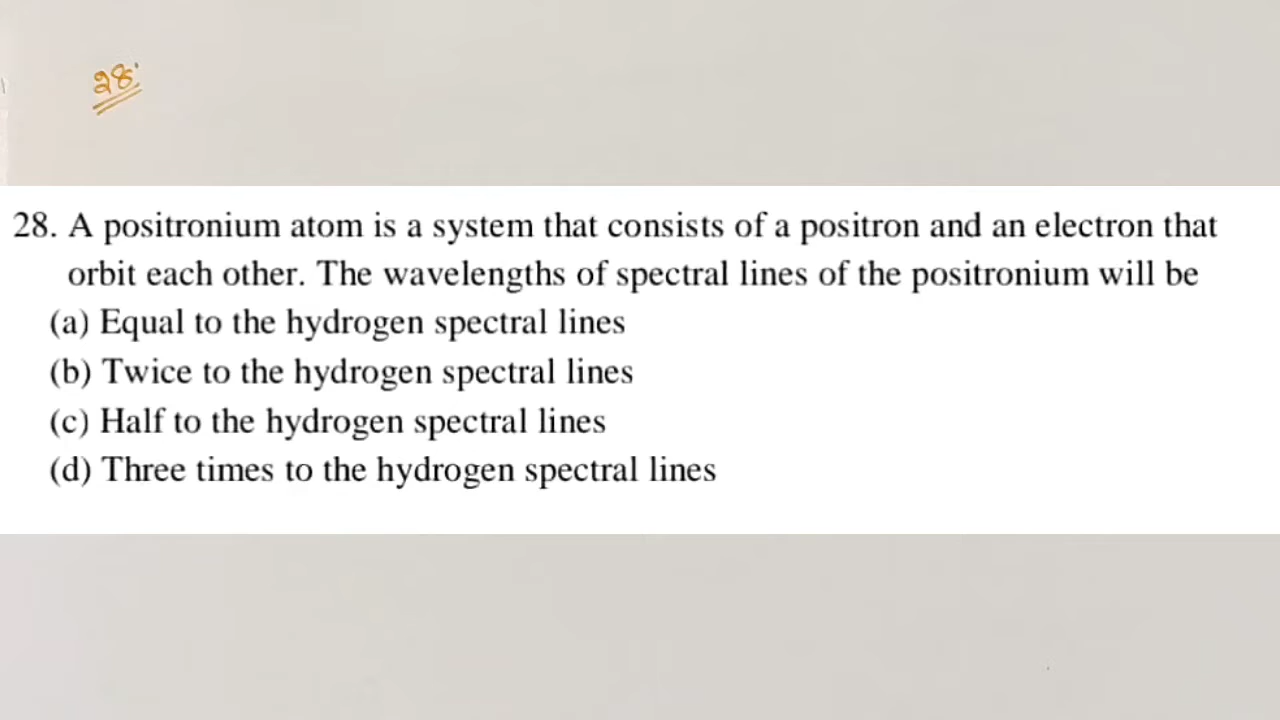 28.
28. A positronium atom is a system that consists of a positron and an electron that
orbit each other. The wavelengths of spectral lines of the positronium will be
(a) Equal to the hydrogen spectral lines
(b) Twice to the hydrogen spectral lines
(c) Half to the hydrogen spectral lines
(d) Three times to the hydrogen spectral lines